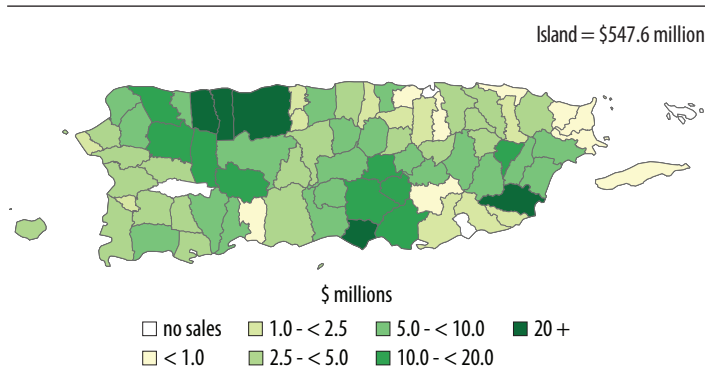 Island = $547.6 million
$ millions
no sales
1.0 - < 2.5
5.0 - < 10.0
20 +
< 1.0
2.5 - < 5.0
10.0 - < 20.0